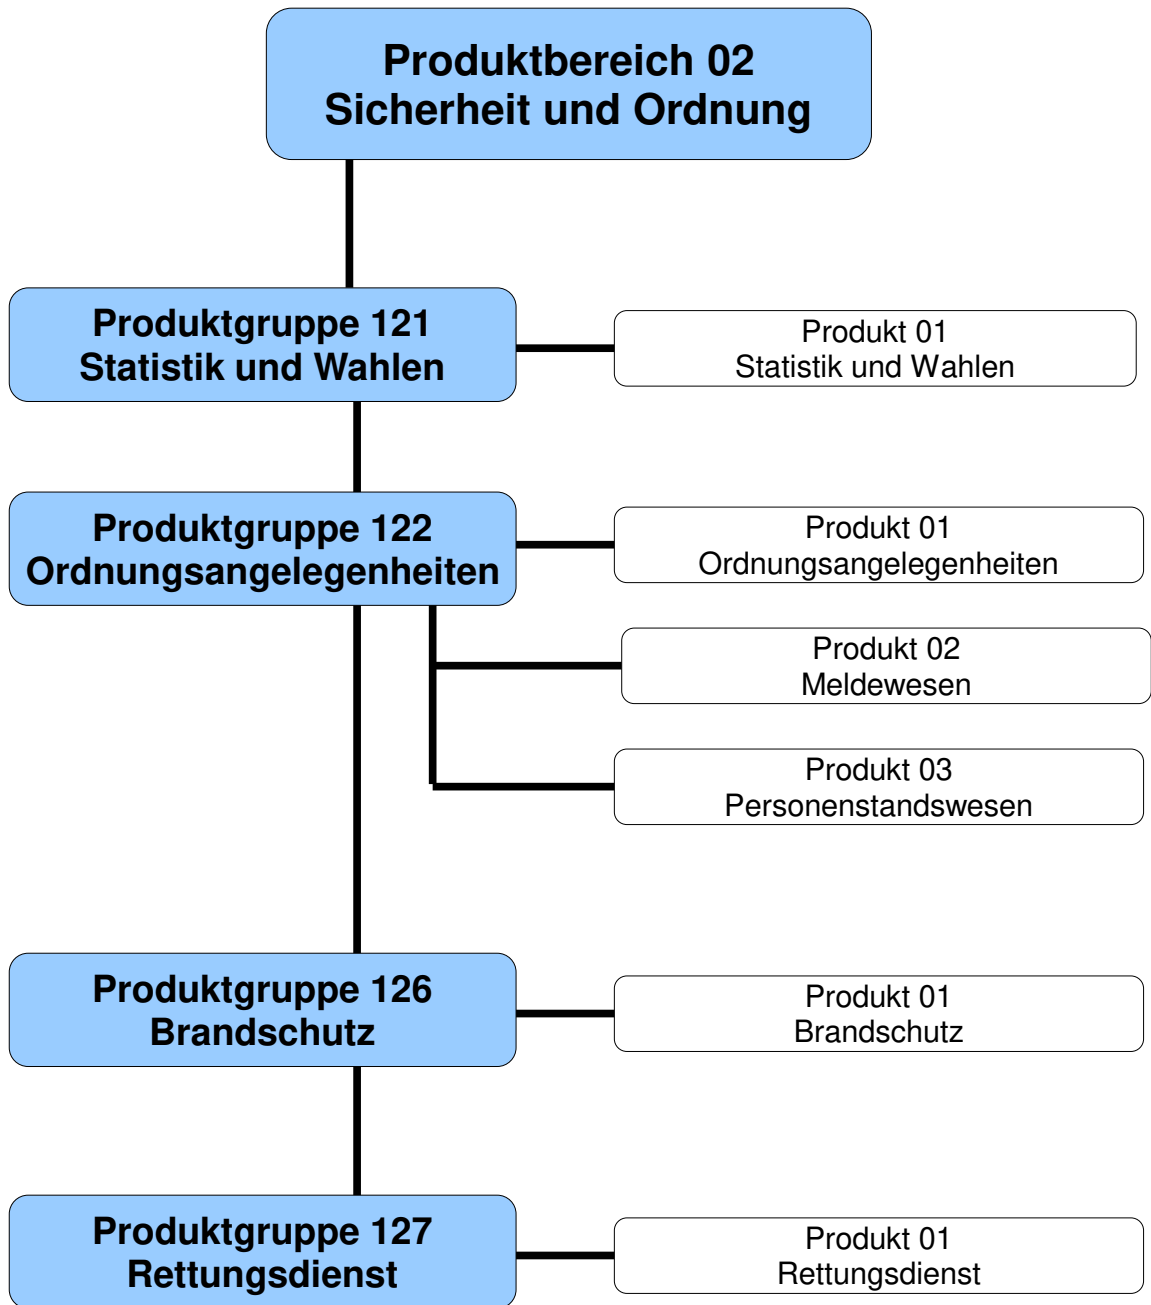 Produktbereich 02
Sicherheit und Ordnung
Produktgruppe 121
Statistik und Wahlen
Produkt 01
Statistik und Wahlen
Produktgruppe 122
Ordnungsangelegenheiten
Produkt 01
Ordnungsangelegenheiten
Produkt 02
Meldewesen
Produkt 03
Personenstandswesen
Produktgruppe 126
Brandschutz
Produkt 01
Brandschutz
Produktgruppe 127
Rettungsdienst
Produkt 01
Rettungsdienst